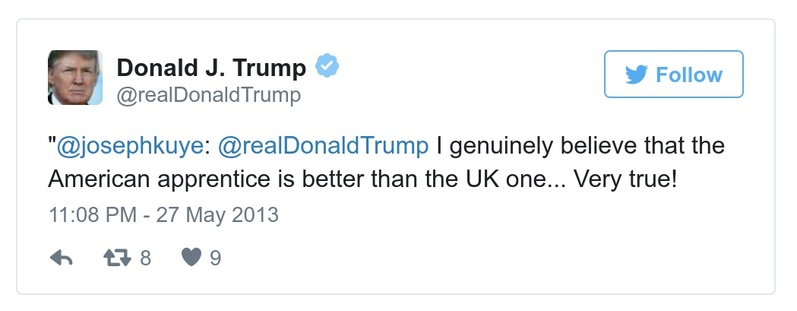 Donald J. Trump
@realDonaldTrump
Follow
"@josephkuye: @realDonaldTrump I genuinely believe that the
American apprentice is better than the UK one... Very true!
11:08 PM - 27 May 2013
8 9